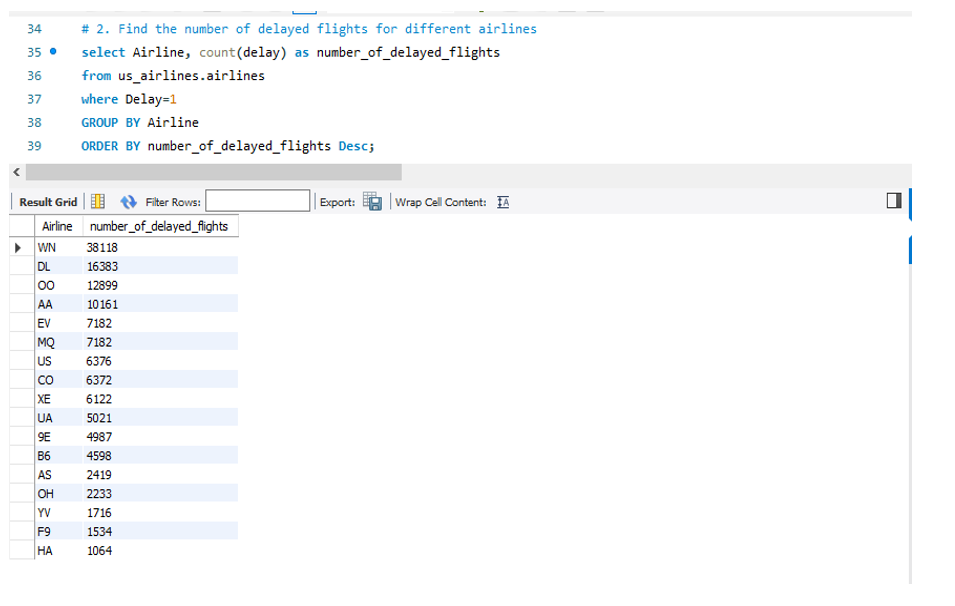 34 # 2. Find the number of delayed flights for different airlines
35 select Airline, count(delay) as number_of_delayed_flights
36 from us_airlines.airlines
37 where Delay=1
38 GROUP BY Airline
39 ORDER BY number_of_delayed_flights Desc;
Result Grid Filter Rows: Export: Wrap Cell Content: IA
Airline number_of_delayed_flights
WN 38118
DL 16383
OO 12899
AA 10161
EV 7182
MQ 7182
US 6376
CO 6372
XE 6122
UA 5021
9E 4987
B6 4598
AS 2419
OH 2233
YV 1716
F9 1534
HA 1064